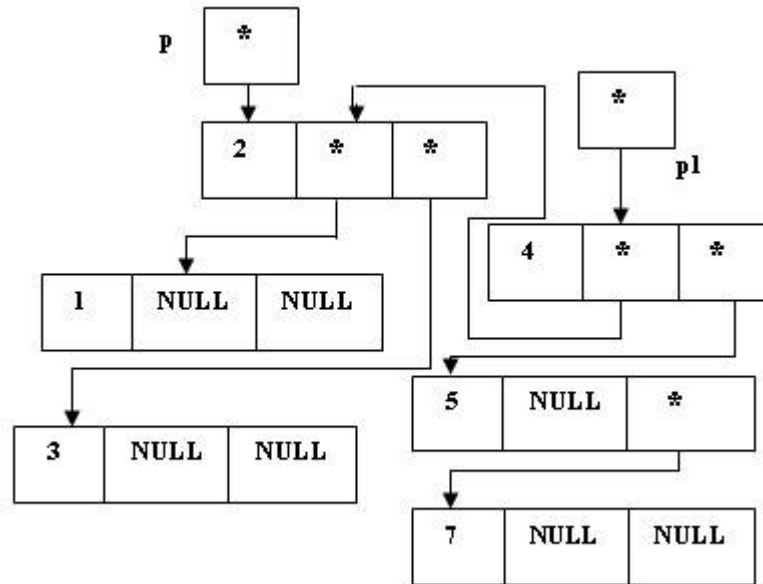 p *
*
2 * *
p1
4 * *
1 NULL NULL
5 NULL *
3 NULL NULL
7 NULL NULL